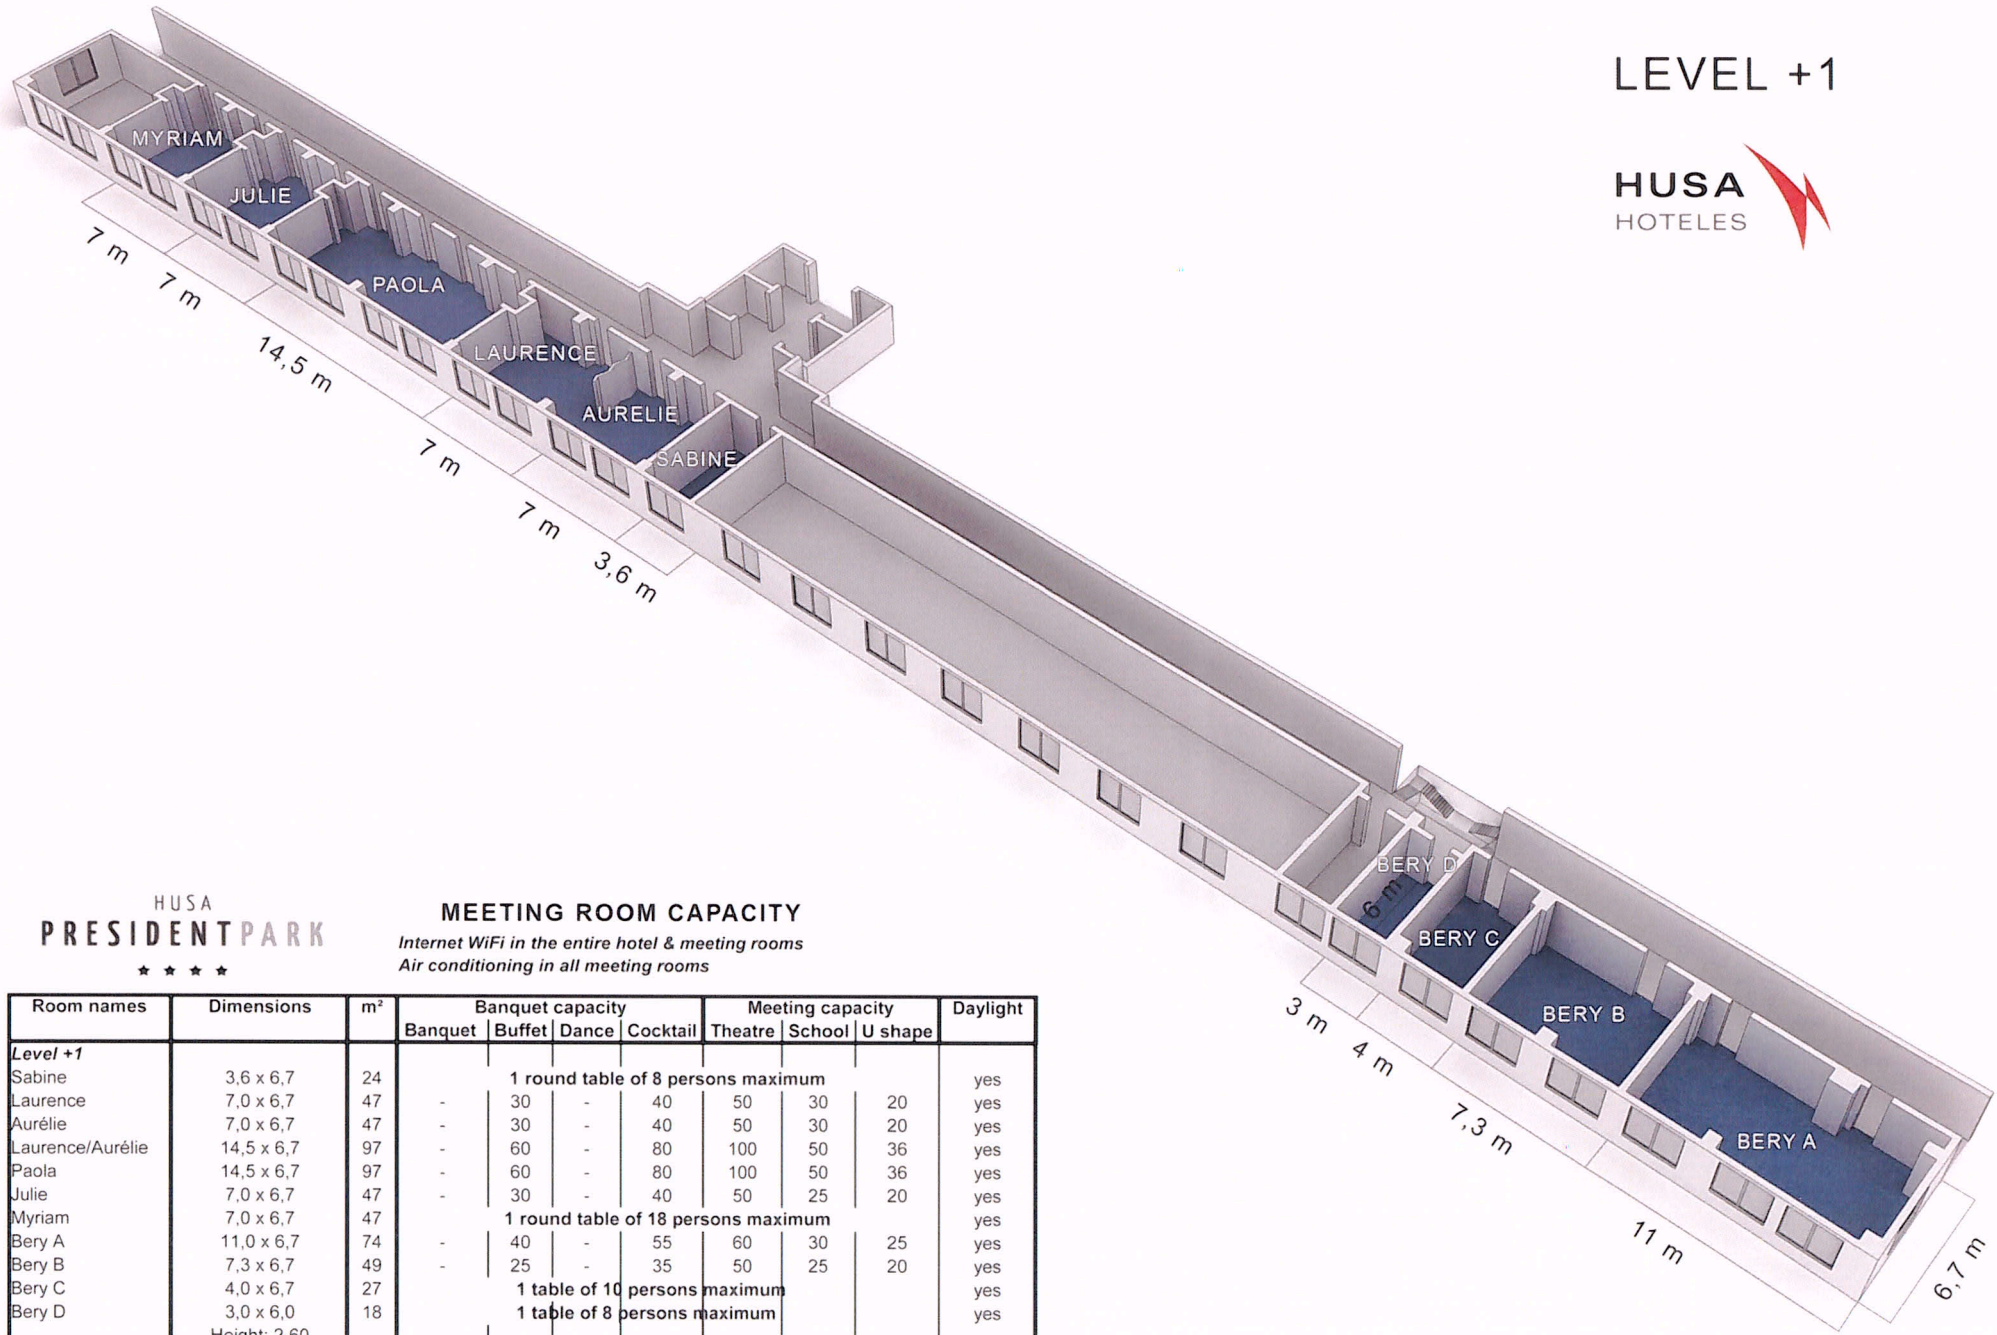 LEVEL +1
HUSA
HOTELES
MYRIAM
JULIE
PAOLA
LAURENCE
AURELIE
SABINE
7 m
7 m
14,5 m
7 m
7 m
3,6 m
BERY D
6 m
BERY C
BERY B
BERY A
3 m
4 m
7,3 m
11 m
6,7 m
HUSA
PRESIDENTPARK
MEETING ROOM CAPACITY
Internet WiFi in the entire hotel & meeting rooms
Air conditioning in all meeting rooms
Room names Dimensions m² Banquet capacity Meeting capacity Daylight
Banquet Buffet Dance Cocktail Theatre School U shape
Level +1
Sabine 3,6 x 6,7 24 1 round table of 8 persons maximum yes
Laurence 7,0 x 6,7 47 - 30 - 40 50 30 20 yes
Aurélie 7,0 x 6,7 47 - 30 - 40 50 30 20 yes
Laurence/Aurélie 14,5 x 6,7 97 - 60 - 80 100 50 36 yes
Paola 14,5 x 6,7 97 - 60 - 80 100 50 36 yes
Julie 7,0 x 6,7 47 - 30 - 40 50 25 20 yes
Myriam 7,0 x 6,7 47 1 round table of 18 persons maximum yes
Bery A 11,0 x 6,7 74 - 40 - 55 60 30 25 yes
Bery B 7,3 x 6,7 49 - 25 - 35 50 25 20 yes
Bery C 4,0 x 6,7 27 1 table of 10 persons maximum yes
Bery D 3,0 x 6,0 18 1 table of 8 persons maximum yes
Height: 2,60